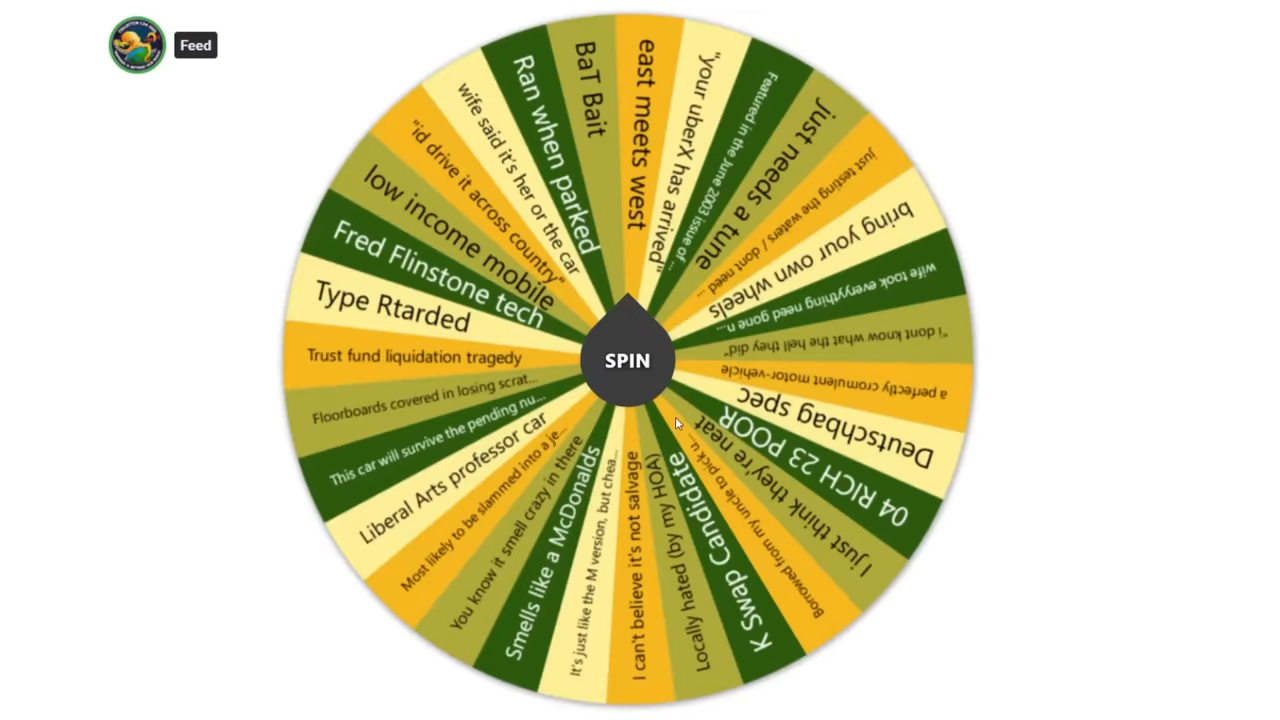 Feed
east meets west
"your uberX has arrived"
Featured in the June 2003 issue of ...
just needs a tune
just testing the waters / dont need ...
bring your own wheels
wife took everything need gone n...
"i dont know what the hell they did"
a perfectly cromulent motor-vehicle
Deutschbag spec
04 RICH 23 POOR
I just think they're neat
Borrowed from my uncle to pick u...
K Swap Candidate
Locally hated (by my HOA)
I can't believe it's not salvage
It's just like the M version, but chea...
Smells like a McDonalds
You know it smell crazy in there
Most likely to be slammed into a je...
Liberal Arts professor car
This car will survive the pending nu...
Floorboards covered in losing scrat...
Trust fund liquidation tragedy
Type Rtarded
Fred Flinstone tech
low income mobile
"id drive it across country"
wife said it's her or the car
Ran when parked
BaT Bait
SPIN